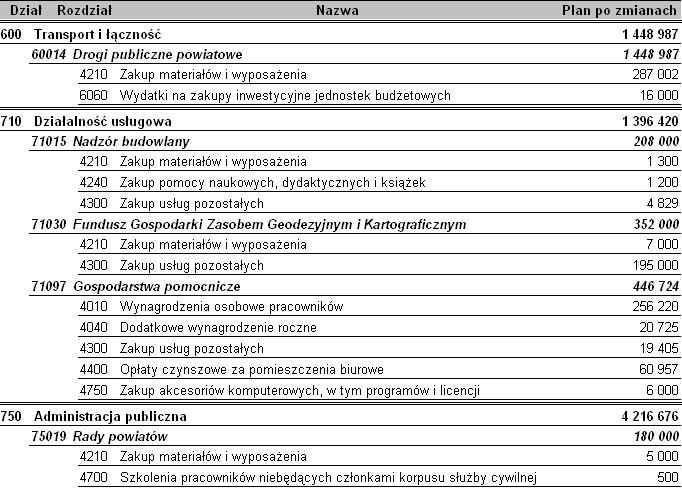 Dział Rozdział Nazwa Plan po zmianach
600 Transport i łączność 1 448 987
60014 Drogi publiczne powiatowe 1 448 987
4210 Zakup materiałów i wyposażenia 287 002
6060 Wydatki na zakupy inwestycyjne jednostek budżetowych 16 000
710 Działalność usługowa 1 396 420
71015 Nadzór budowlany 208 000
4210 Zakup materiałów i wyposażenia 1 300
4240 Zakup pomocy naukowych, dydaktycznych i książek 1 200
4300 Zakup usług pozostałych 4 829
71030 Fundusz Gospodarki Zasobem Geodezyjnym i Kartograficznym 352 000
4210 Zakup materiałów i wyposażenia 7 000
4300 Zakup usług pozostałych 195 000
71097 Gospodarstwa pomocnicze 446 724
4010 Wynagrodzenia osobowe pracowników 256 220
4040 Dodatkowe wynagrodzenie roczne 20 725
4300 Zakup usług pozostałych 19 405
4400 Opłaty czynszowe za pomieszczenia biurowe 60 957
4750 Zakup akcesoriów komputerowych, w tym programów i licencji 6 000
750 Administracja publiczna 4 216 676
75019 Rady powiatów 180 000
4210 Zakup materiałów i wyposażenia 5 000
4700 Szkolenia pracowników niebędących członkami korpusu służby cywilnej 500